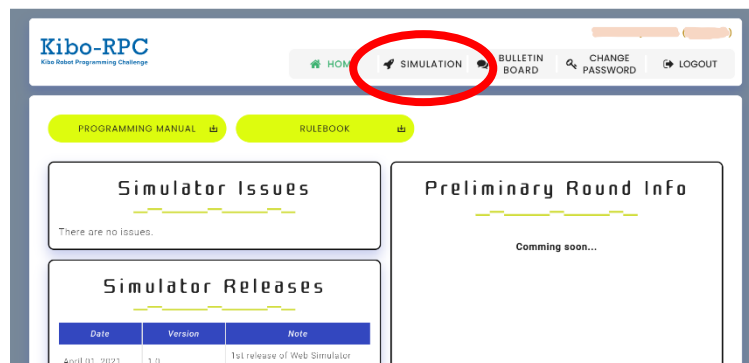 Kibo-RPC
Kibo Robot Programming Challenge
HOM
SIMULATION
BULLETIN
BOARD
CHANGE
PASSWORD
LOGOUT
PROGRAMMING MANUAL
RULEBOOK
Simulator Issues
There are no issues.
Simulator Releases
Date Version Note
April 01, 2021 1.0 1st release of Web Simulator
Preliminary Round Info
Comming soon...